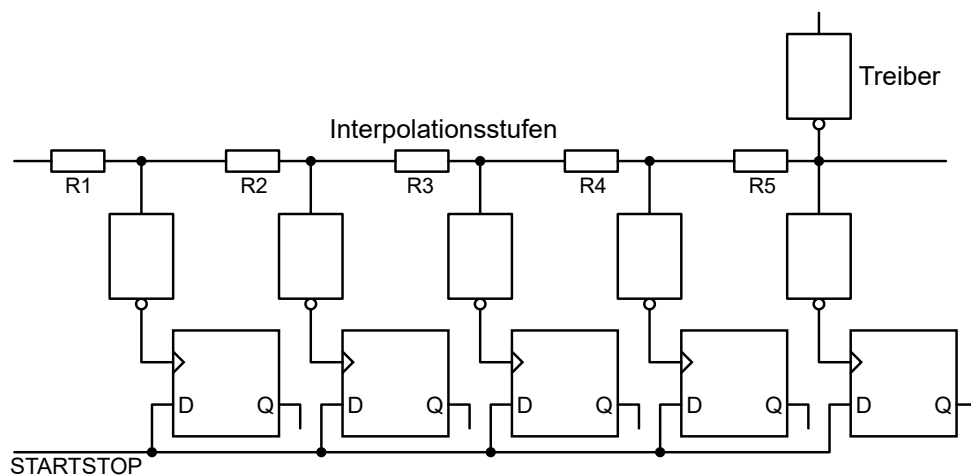 Treiber
Interpolationsstufen
R1 R2 R3 R4 R5
D Q D Q D Q D Q D Q
STARTSTOP